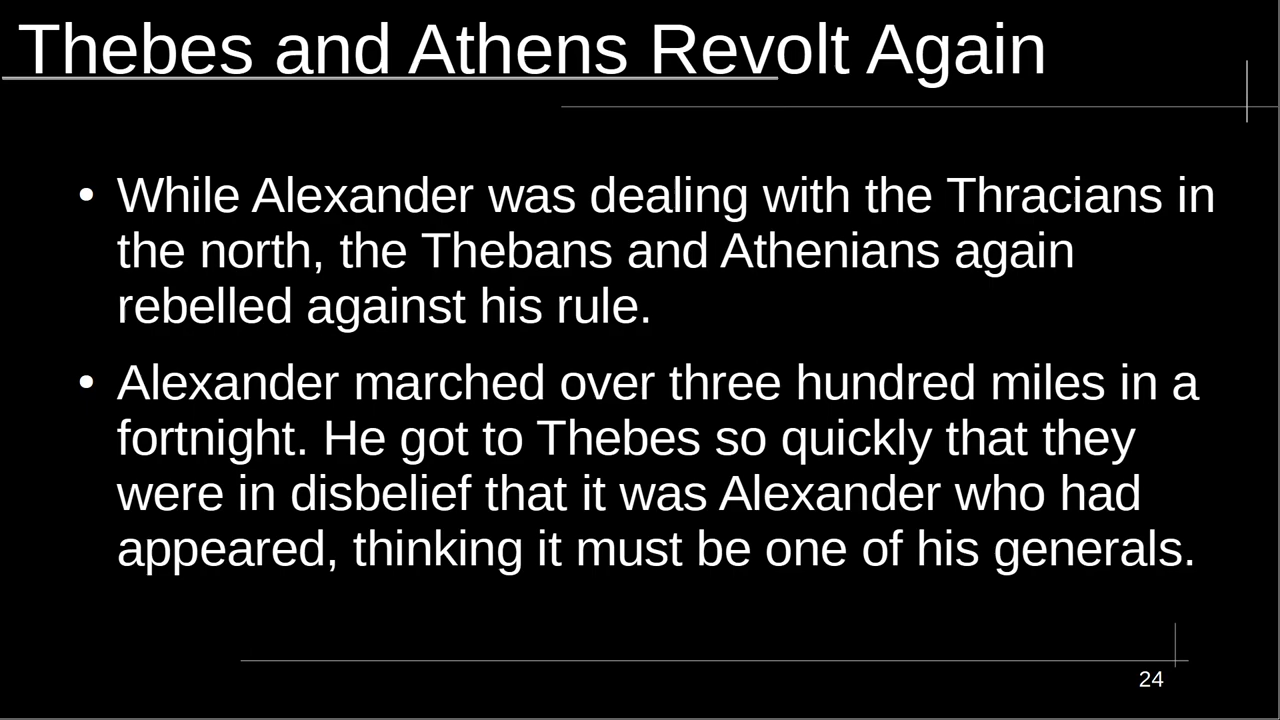 Thebes and Athens Revolt Again
• While Alexander was dealing with the Thracians in
the north, the Thebans and Athenians again
rebelled against his rule.
• Alexander marched over three hundred miles in a
fortnight. He got to Thebes so quickly that they
were in disbelief that it was Alexander who had
appeared, thinking it must be one of his generals.
24